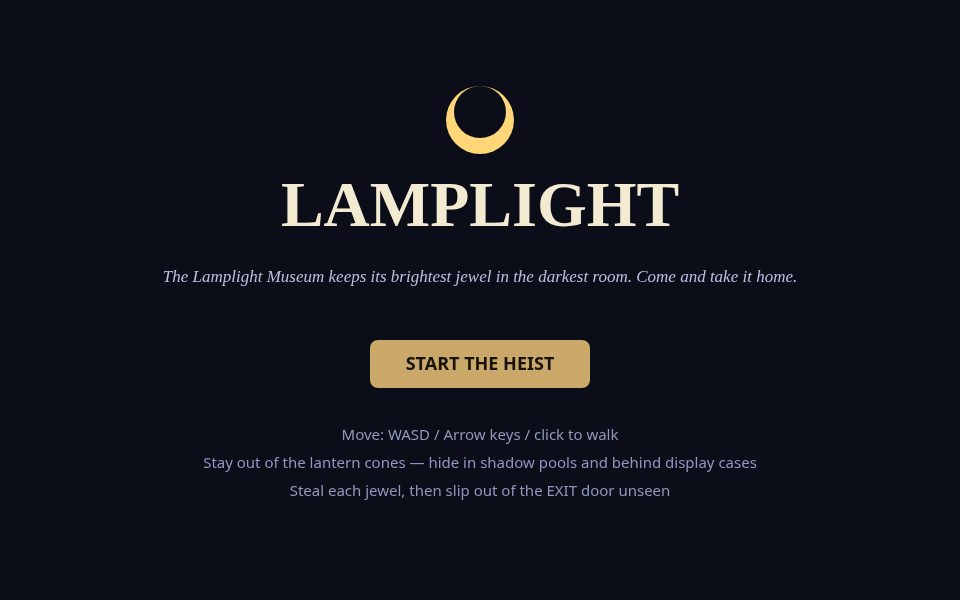 LAMPLIGHT
The Lamplight Museum keeps its brightest jewel in the darkest room. Come and take it home.
START THE HEIST
Move: WASD / Arrow keys / click to walk
Stay out of the lantern cones — hide in shadow pools and behind display cases
Steal each jewel, then slip out of the EXIT door unseen